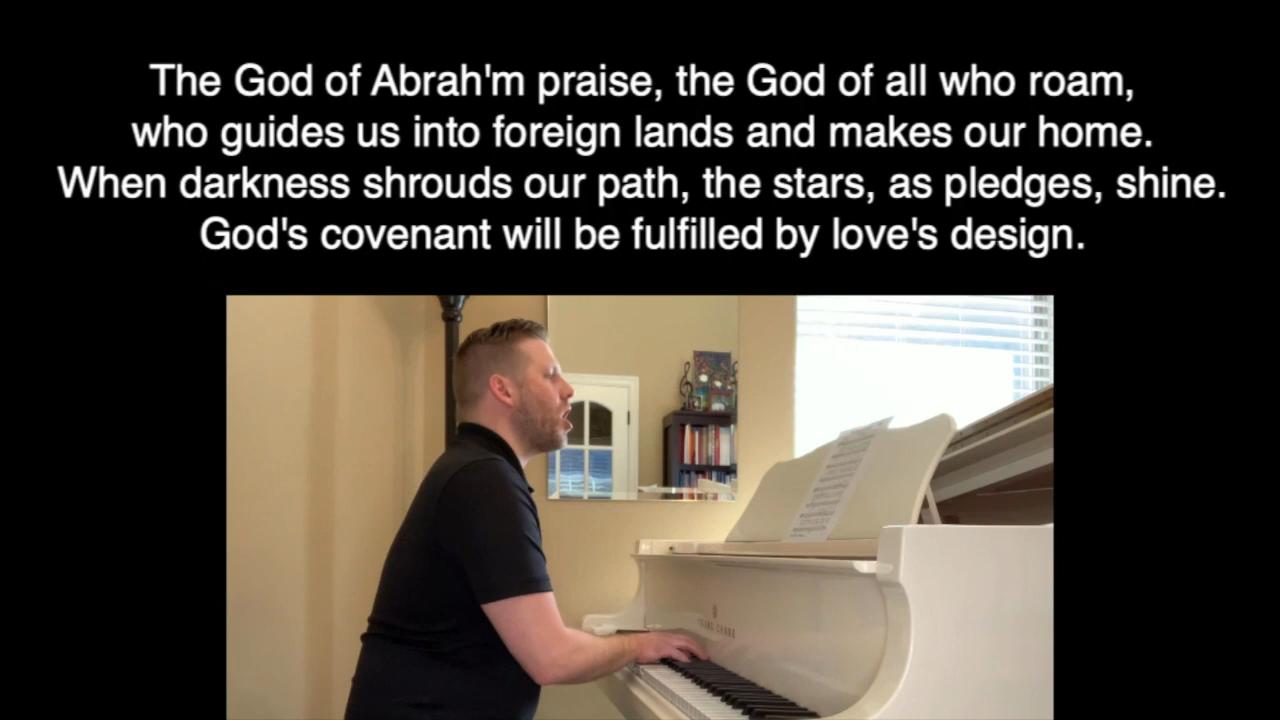 The God of Abrah'm praise, the God of all who roam,
who guides us into foreign lands and makes our home.
When darkness shrouds our path, the stars, as pledges, shine.
God's covenant will be fulfilled by love's design.